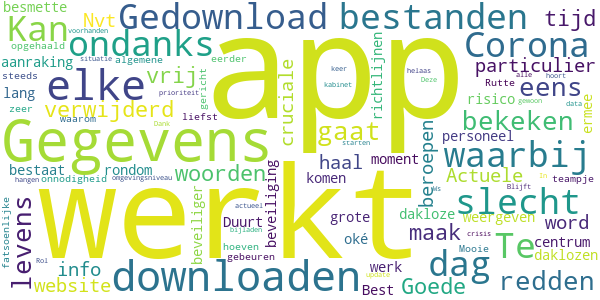 besmette
Kan
Nvt
Gedownload
bestanden
tijd
opgehaald
voorhanden
situatie
algemene
eerder
keer
kabinet
Deze
richtlijnen
Corona
particulier
helaas
alle
hoort
aanraking
ondanks
app
steeds
elke
vrij
gericht
cruciale
eens
lang
prioriteit
Rutte
zeer
verwijderd
gaat
risico
gewoon
data
ermee
waarom
liefst
bekeken
Gegevens
Dank
starten
beroepen
personeel
waarbij
bestaat
rondom
woorden
haal
moment
Actuele
by
teampje
onnodigheid
komen
weergeven
hangen
omgevingsniveau
beveiliger
beveiliging
werkt
slecht
Wis
Blijft
fatsoenlijke
levens
actueel
Duurt
grote
dakloze
Mooie
daklozen
bijladen
hoeven
oké
maak
Te
word
crisis
centrum
Rol
info
downloaden
gebeuren
werk
dag
website
update
Best
Goede
redden